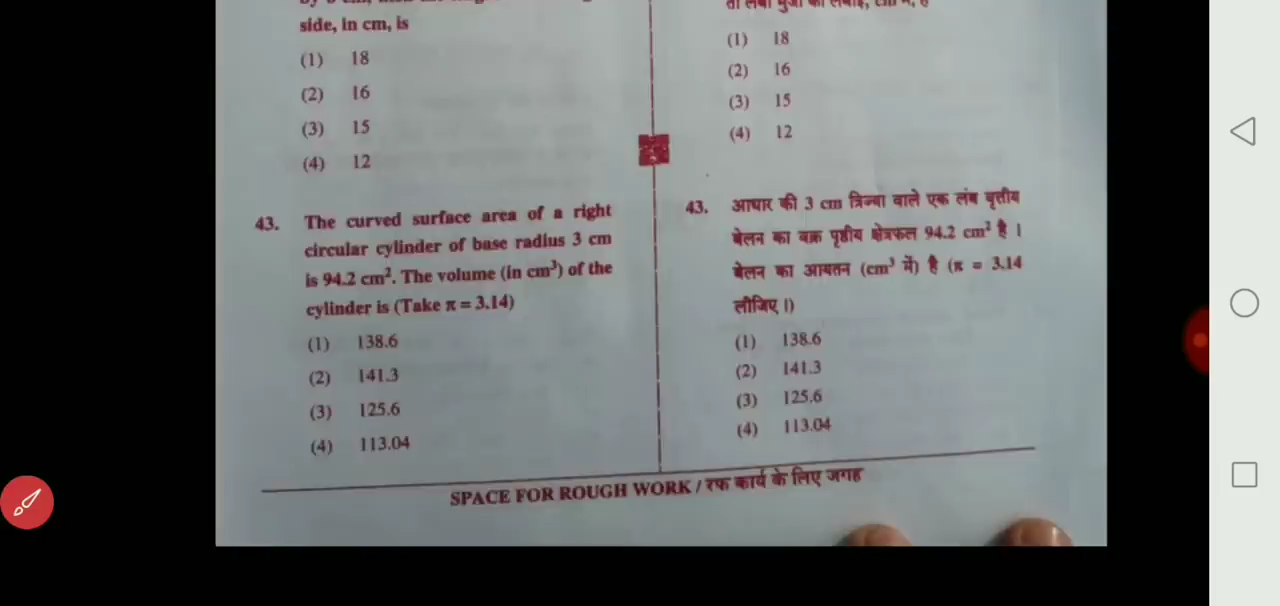 side, in cm, is
(1) 18
(2) 16
(3) 15
(4) 12
43. The curved surface area of a right
circular cylinder of base radius 3 cm
is 94.2 cm². The volume (in cm³) of the
cylinder is (Take π = 3.14)
(1) 138.6
(2) 141.3
(3) 125.6
(4) 113.04
(1) 18
(2) 16
(3) 15
(4) 12
43. आधार की 3 cm त्रिज्या वाले एक लंब वृत्तीय
बेलन का वक्र पृष्ठीय क्षेत्रफल 94.2 cm² है ।
बेलन का आयतन (cm³ में) है (π = 3.14
लीजिए ।)
(1) 138.6
(2) 141.3
(3) 125.6
(4) 113.04
SPACE FOR ROUGH WORK / रफ कार्य के लिए जगह